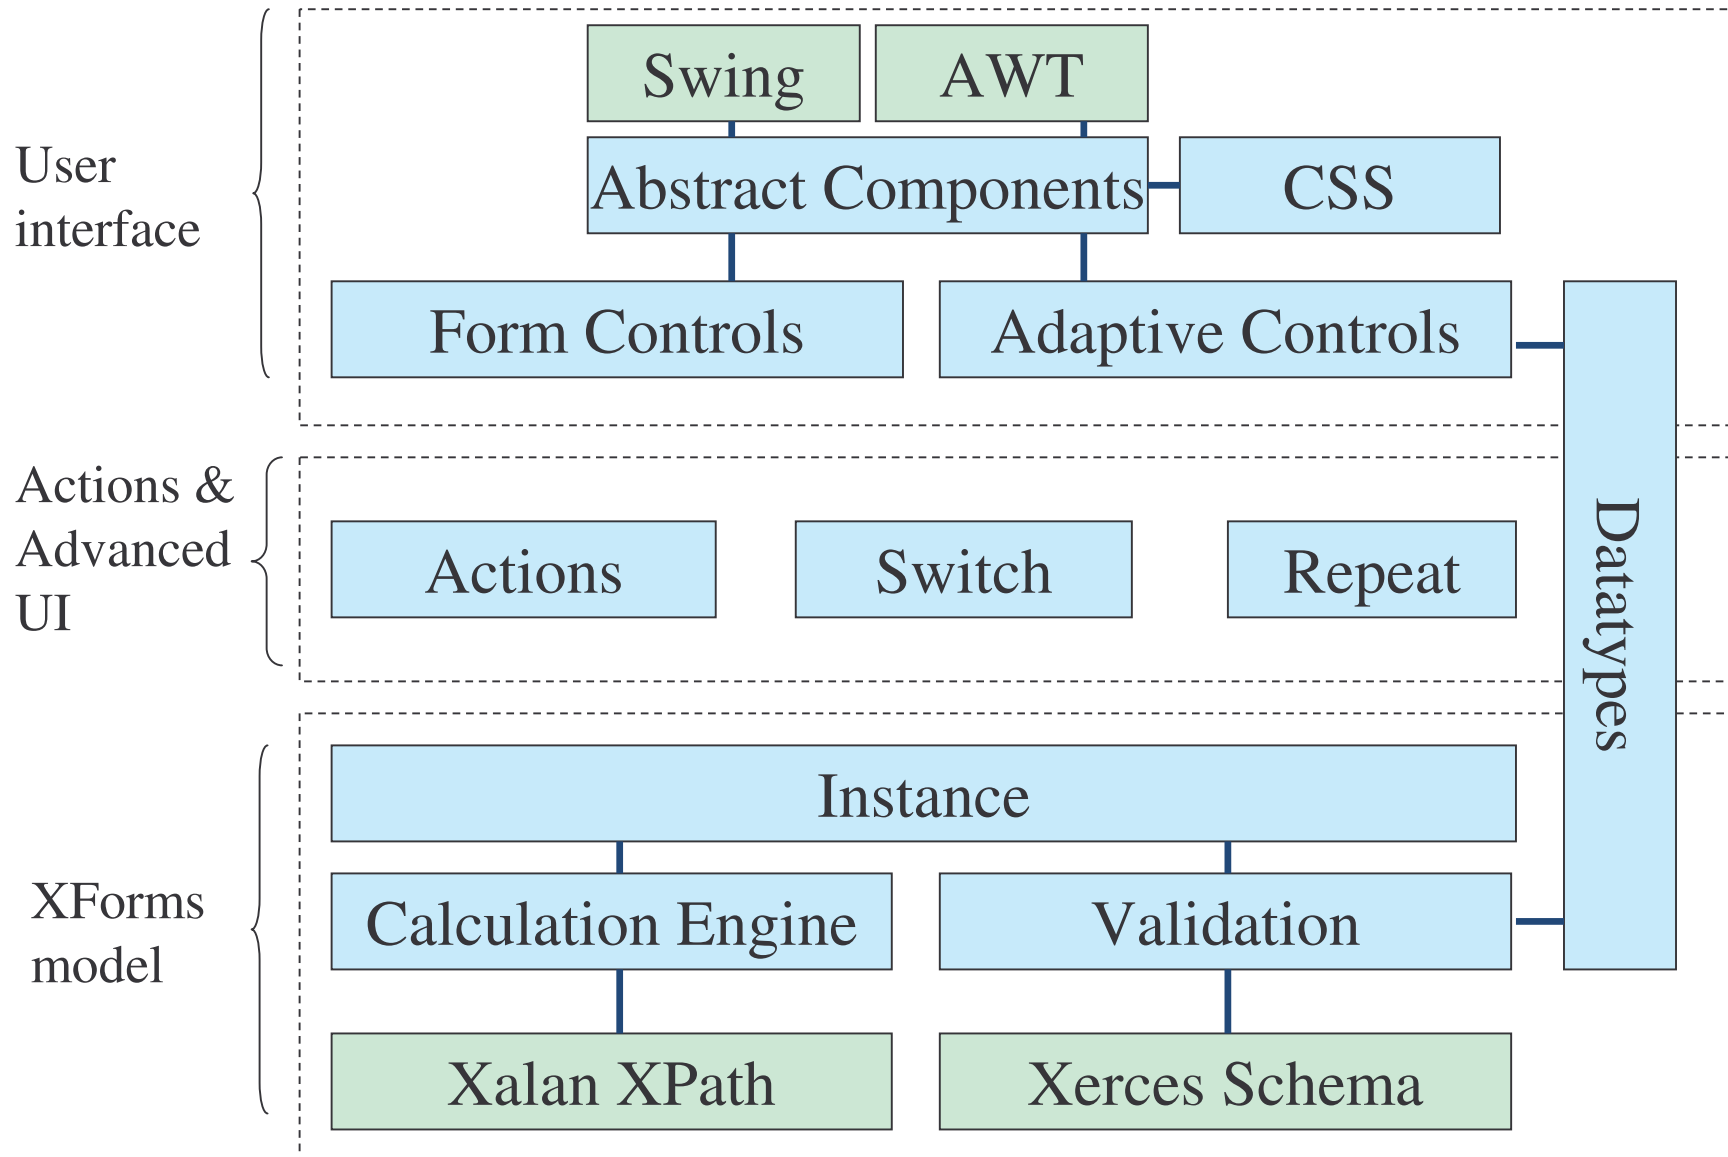 Swing
AWT
User
interface
Abstract Components
CSS
Form Controls
Adaptive Controls
Actions &
Advanced
UI
Actions
Switch
Repeat
Datatypes
Instance
XForms
model
Calculation Engine
Validation
Xalan XPath
Xerces Schema